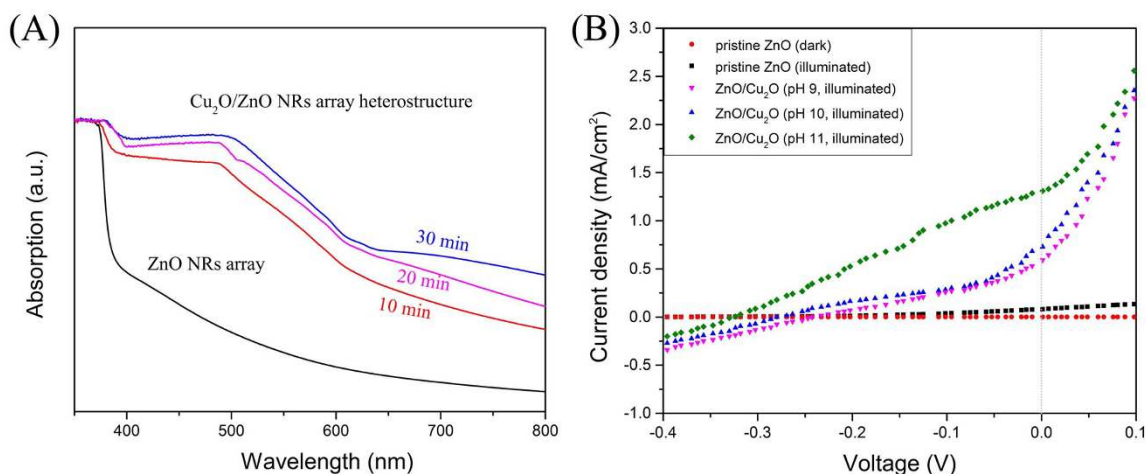 (A)
Cu₂O/ZnO NRs array heterostructure
30 min
20 min
10 min
ZnO NRs array
Absorption (a.u.)
400
500
600
700
800
Wavelength (nm)
(B)
pristine ZnO (dark)
pristine ZnO (illuminated)
ZnO/Cu₂O (pH 9, illuminated)
ZnO/Cu₂O (pH 10, illuminated)
ZnO/Cu₂O (pH 11, illuminated)
Current density (mA/cm²)
3.0
2.5
2.0
1.5
1.0
0.5
0.0
-0.5
-1.0
-0.4
-0.3
-0.2
-0.1
0.0
0.1
Voltage (V)